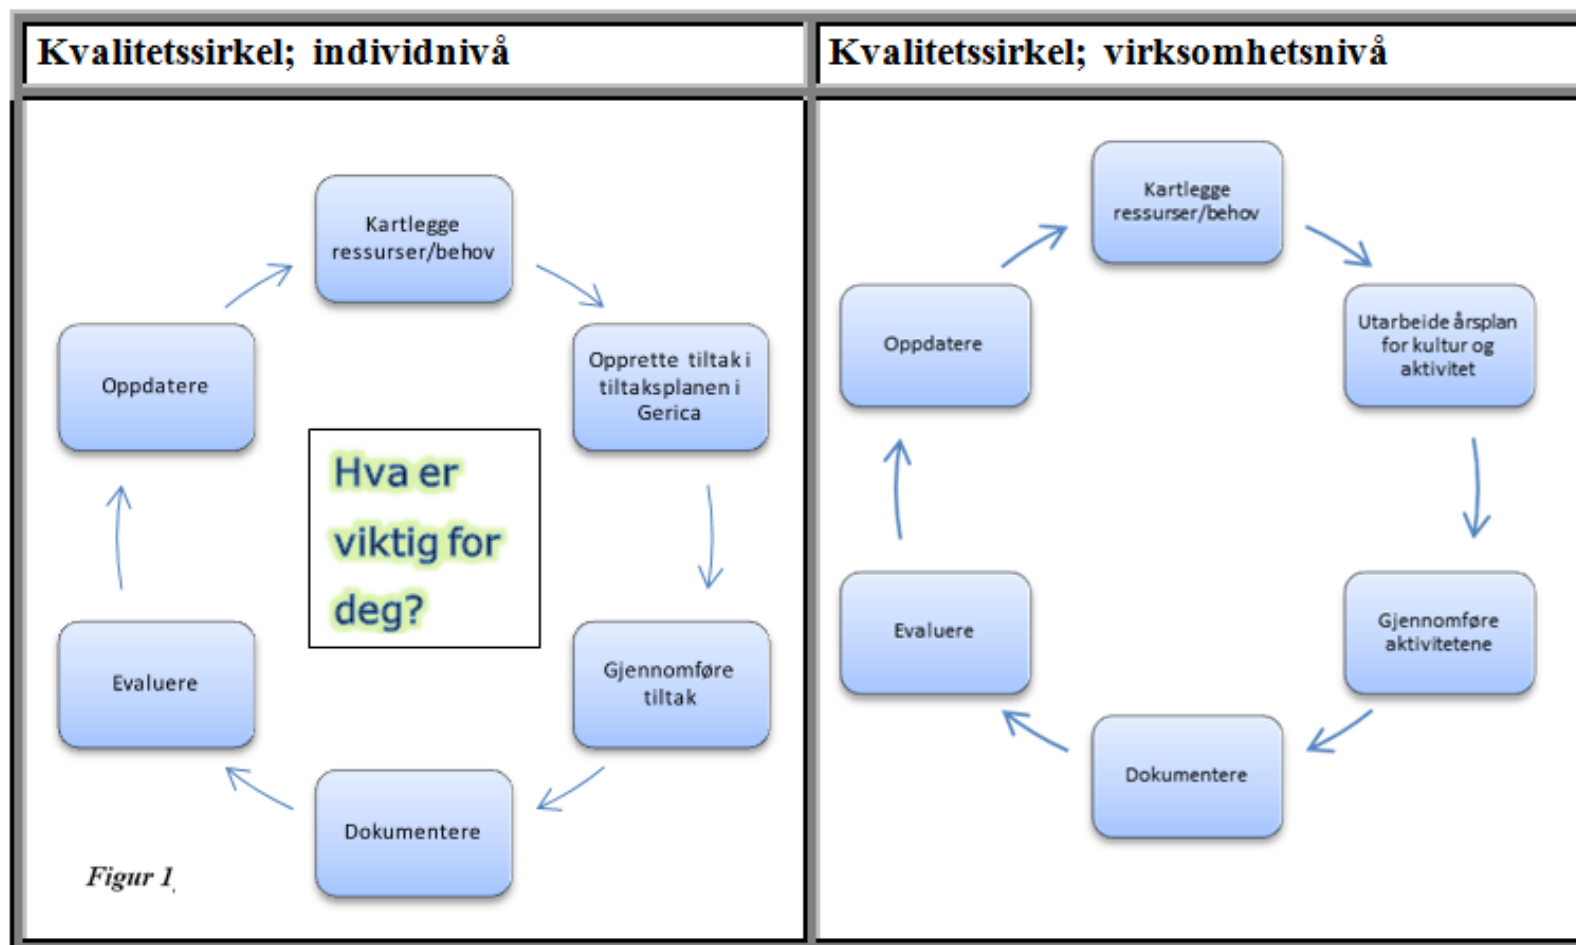 Kvalitetssirkel; individnivå
Kartlegge
ressurser/behov
Opprette tiltak i
tiltaksplanen i
Gerica
Gjennomføre
tiltak
Dokumentere
Evaluere
Oppdatere
Hva er
viktig for
deg?
Figur 1
Kvalitetssirkel; virksomhetsnivå
Kartlegge
ressurser/behov
Utarbeide årsplan
for kultur og
aktivitet
Gjennomføre
aktivitetene
Dokumentere
Evaluere
Oppdatere